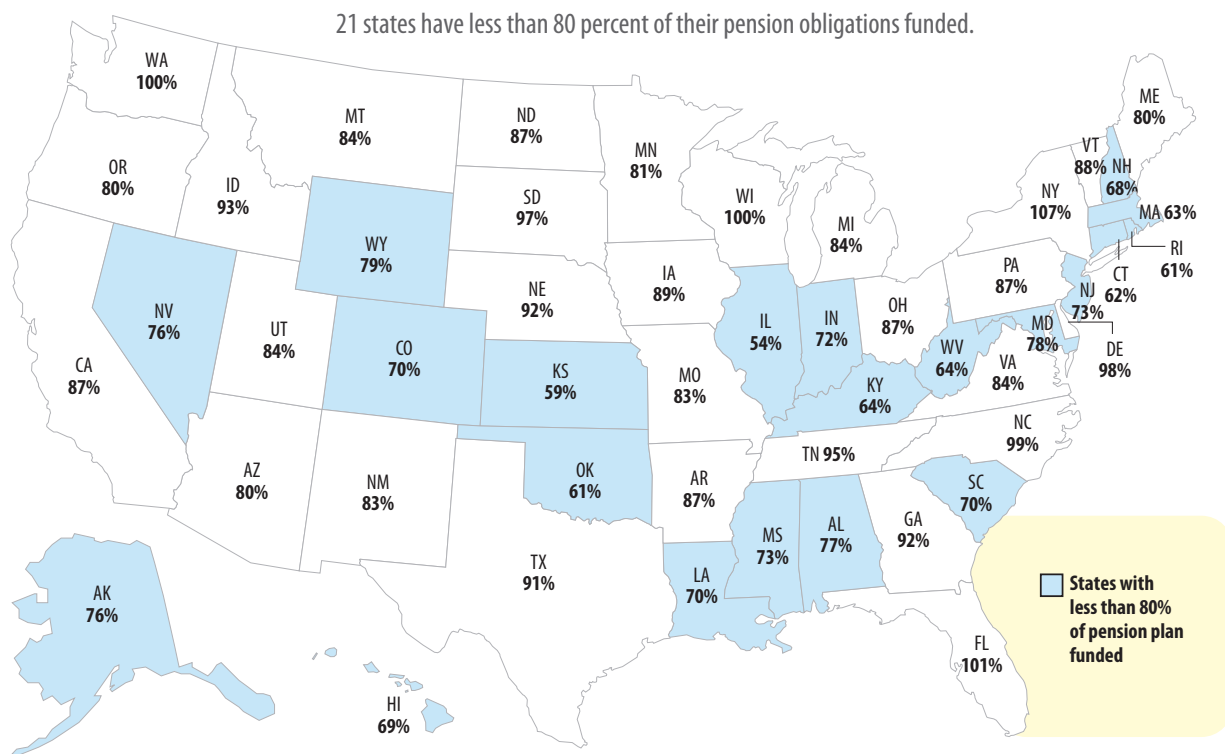 21 states have less than 80 percent of their pension obligations funded.
WA
100%
MT
84%
ND
87%
MN
81%
ME
80%
VT
88%
NH
68%
OR
80%
ID
93%
SD
97%
WI
100%
NY
107%
MA 63%
MI
84%
RI
61%
WY
79%
CT
62%
IA
89%
PA
87%
NE
92%
NJ
73%
NV
76%
IL
54%
IN
72%
OH
87%
MD
78%
DE
98%
UT
84%
CO
70%
WV
64%
VA
84%
CA
87%
KS
59%
MO
83%
KY
64%
NC
99%
TN 95%
AZ
80%
NM
83%
OK
61%
AR
87%
SC
70%
MS
73%
AL
77%
GA
92%
TX
91%
LA
70%
AK
76%
States with
less than 80%
of pension plan
funded
FL
101%
HI
69%